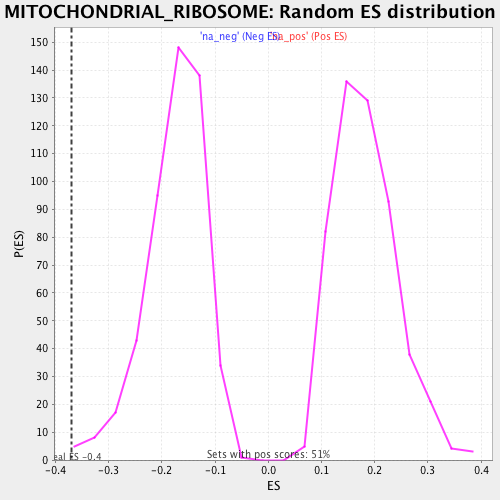 MITOCHONDRIAL_RIBOSOME: Random ES distribution
'na_neg' (Neg ES)
'na_pos' (Pos ES)
150
140
130
120
110
100
90
80
70
60
50
40
30
20
10
0
P(ES)
eal ES -0.4
Sets with pos scores: 51%
-0.4 -0.3 -0.2 -0.1 0.0 0.1 0.2 0.3 0.4
ES